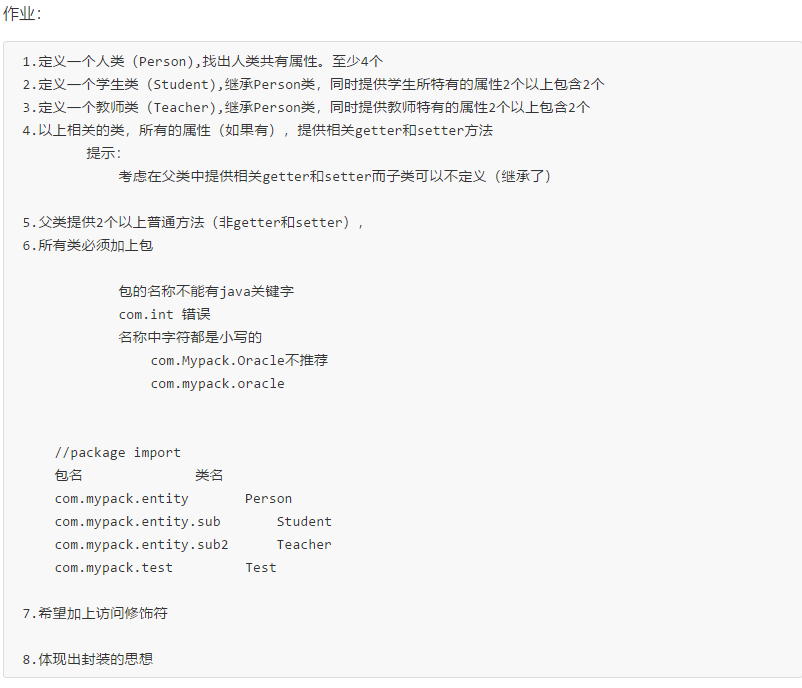 作业:
1.定义一个人类（Person),找出人类共有属性。至少4个
2.定义一个学生类（Student),继承Person类，同时提供学生所特有的属性2个以上包含2个
3.定义一个教师类（Teacher),继承Person类，同时提供教师特有的属性2个以上包含2个
4.以上相关的类，所有的属性（如果有），提供相关getter和setter方法
提示:
考虑在父类中提供相关getter和setter而子类可以不定义（继承了）
5.父类提供2个以上普通方法（非getter和setter），
6.所有类必须加上包
包的名称不能有java关键字
com.int 错误
名称中字符都是小写的
com.Mypack.Oracle不推荐
com.mypack.oracle
//package import
包名 类名
com.mypack.entity Person
com.mypack.entity.sub Student
com.mypack.entity.sub2 Teacher
com.mypack.test Test
7.希望加上访问修饰符
8.体现出封装的思想